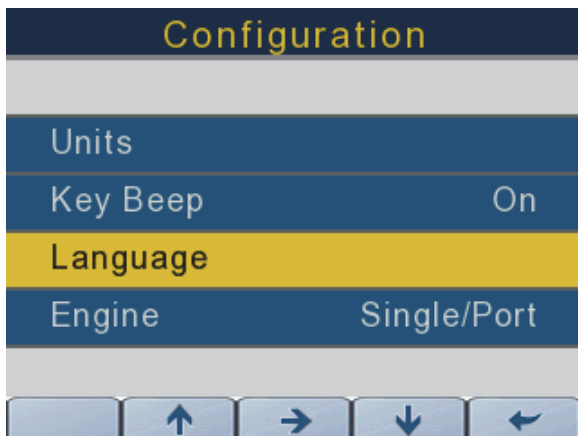 Configuration
Units
Key Beep On
Language
Engine Single/Port